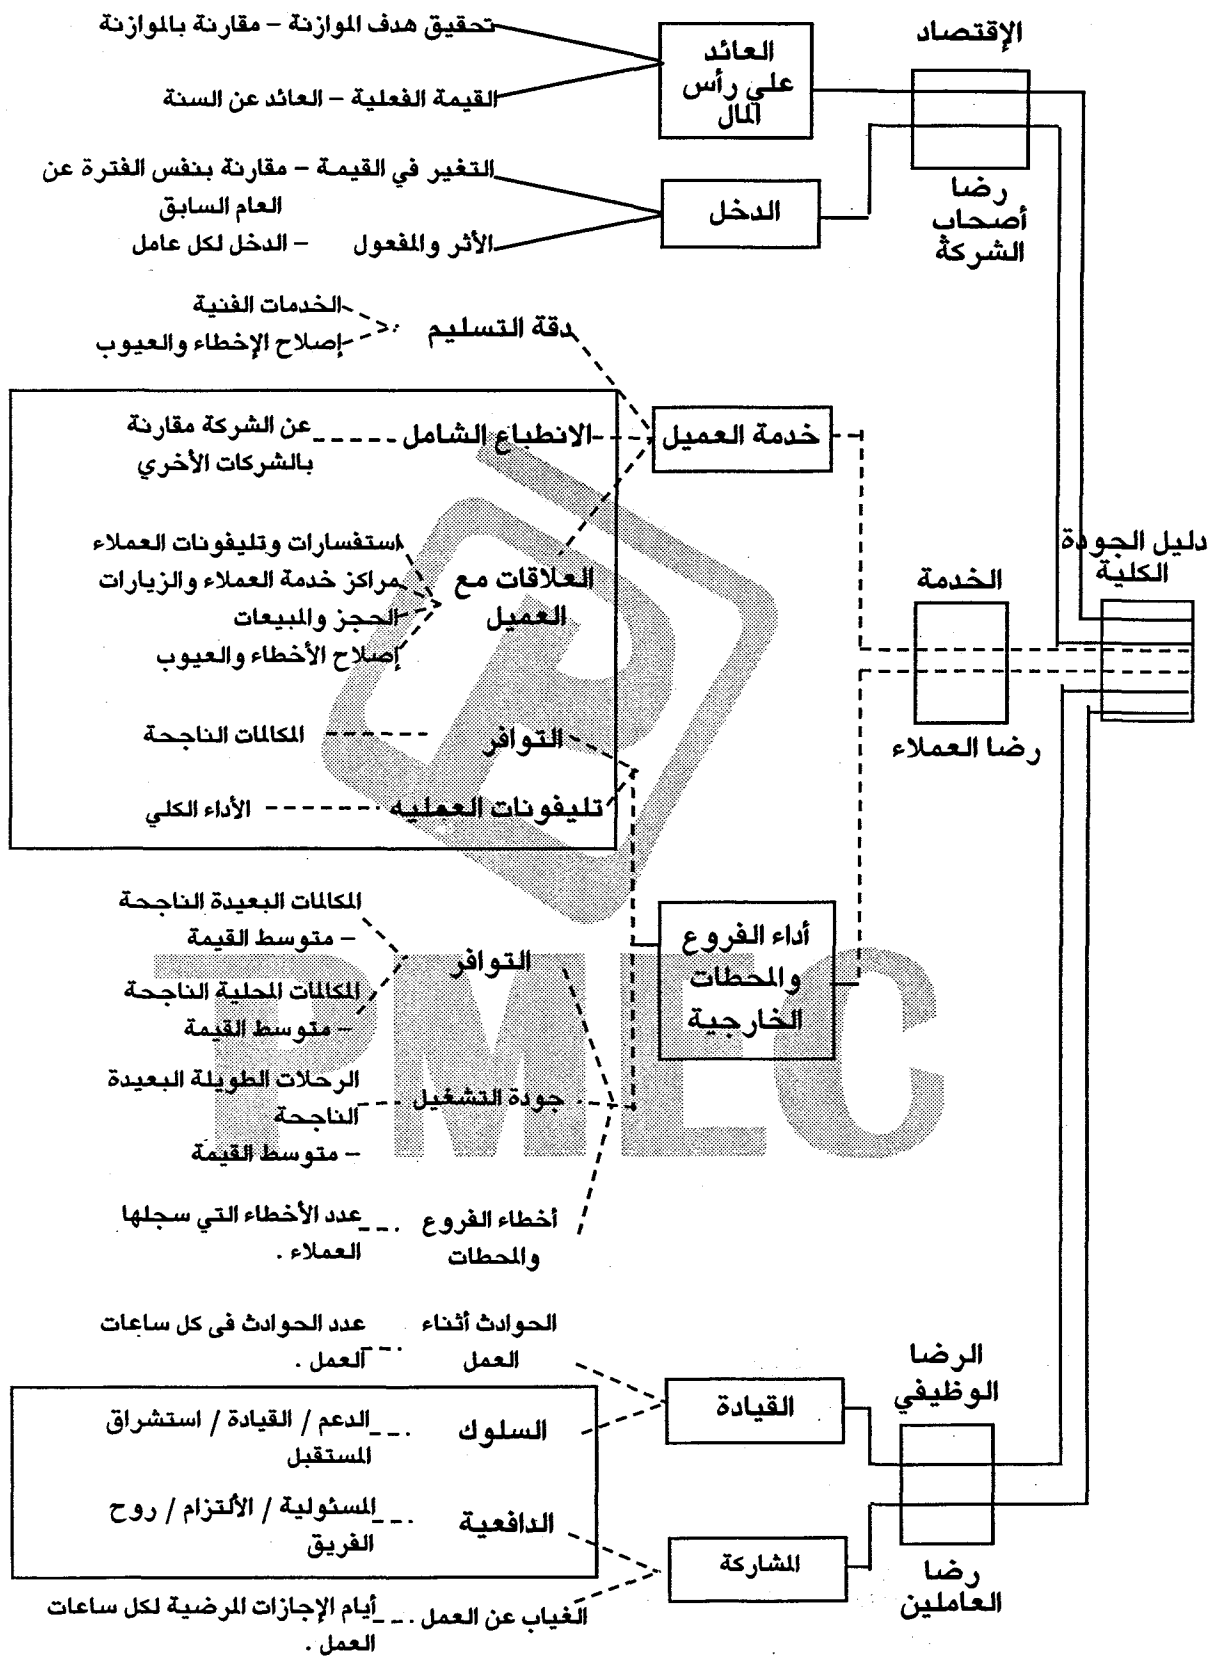 الإقتصاد
رضا
أصحاب
الشركة
العائد
علي رأس
المال
تحقيق هدف الموازنة – مقارنة بالموازنة
القيمة الفعلية – العائد عن السنة
الدخل
التغير في القيمة – مقارنة بنفس الفترة عن
العام السابق
الأثر والمفعول – الدخل لكل عامل
دليل الجودة
الكلية
الخدمة
رضا العملاء
خدمة العميل
دقة التسليم
الخدمات الفنية
إصلاح الإخطاء والعيوب
الانطباع الشامل
عن الشركة مقارنة
بالشركات الأخري
العلاقات مع
العميل
استفسارات وتليفونات العملاء
مراكز خدمة العملاء والزيارات
الحجز والمبيعات
إصلاح الأخطاء والعيوب
التوافر
المكالمات الناجحة
تليفونات العمليه
الأداء الكلي
أداء الفروع
والمحطات
الخارجية
التوافر
المكالمات البعيدة الناجحة
– متوسط القيمة
المكالمات المحلية الناجحة
– متوسط القيمة
جودة التشغيل
الرحلات الطويلة البعيدة
الناجحة
– متوسط القيمة
أخطاء الفروع
والمحطات
عدد الأخطاء التي سجلها
العملاء .
الرضا
الوظيفي
رضا
العاملين
القيادة
الحوادث أثناء
العمل
عدد الحوادث فى كل ساعات
العمل .
السلوك
الدعم / القيادة / استشراق
المستقبل
المشاركة
الدافعية
المسئولية / الألتزام / روح
الفريق
الغياب عن العمل
أيام الإجازات المرضية لكل ساعات
العمل .
PMEC